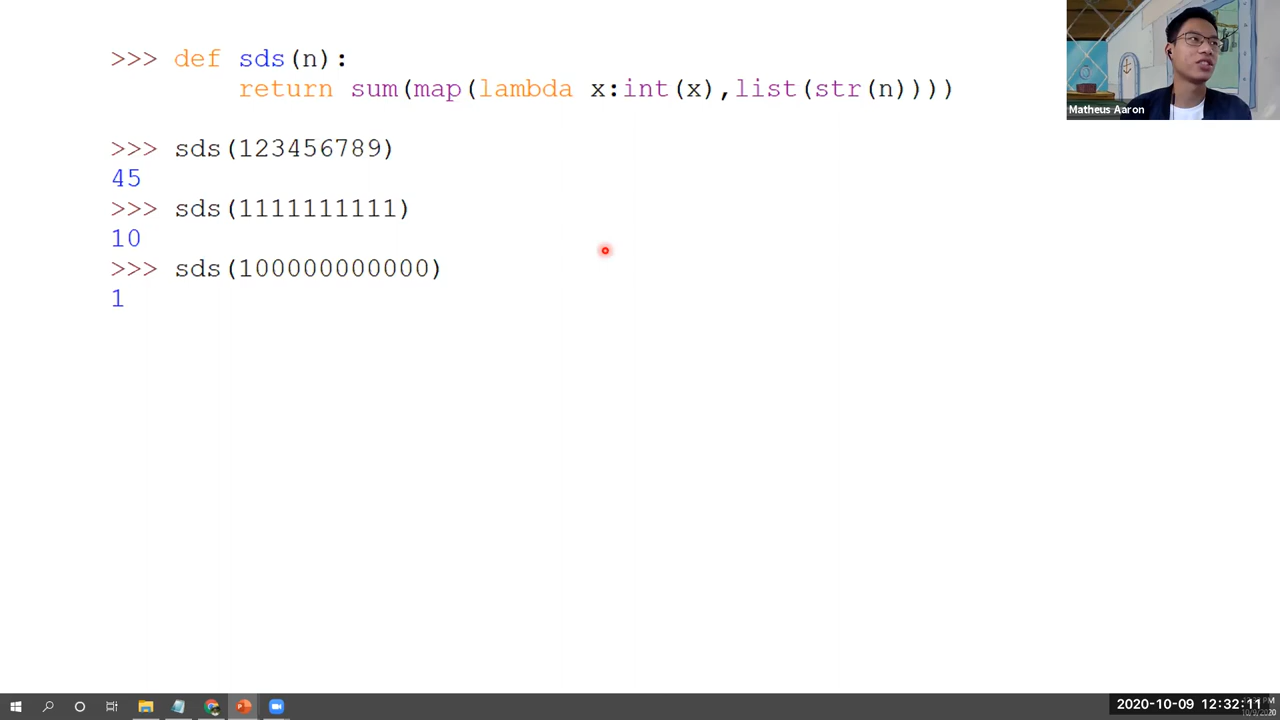 >>> def sds(n):
        return sum(map(lambda x:int(x),list(str(n))))
>>> sds(123456789)
45
>>> sds(1111111111)
10
>>> sds(100000000000)
1
Matheus Aaron
2020-10-09 12:32:11